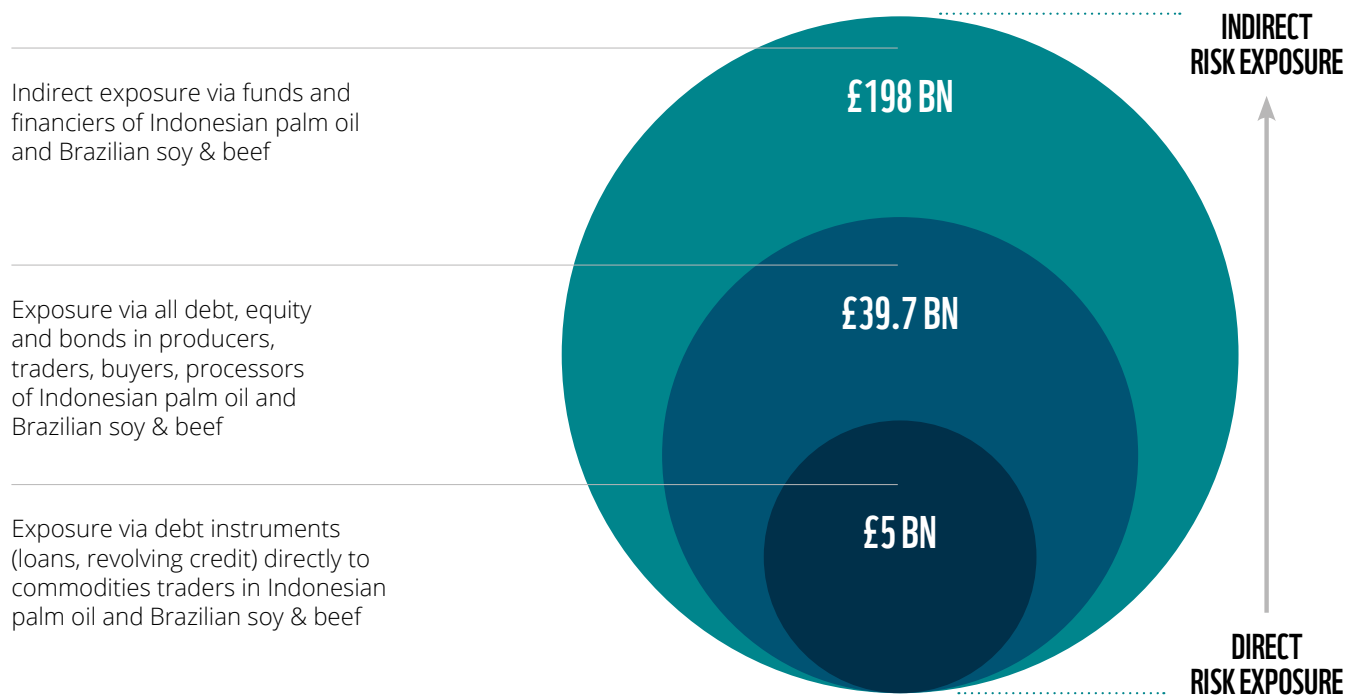 INDIRECT
RISK EXPOSURE
Indirect exposure via funds and
financiers of Indonesian palm oil
and Brazilian soy & beef
£198 BN
Exposure via all debt, equity
and bonds in producers,
traders, buyers, processors
of Indonesian palm oil and
Brazilian soy & beef
£39.7 BN
Exposure via debt instruments
(loans, revolving credit) directly to
commodities traders in Indonesian
palm oil and Brazilian soy & beef
£5 BN
DIRECT
RISK EXPOSURE